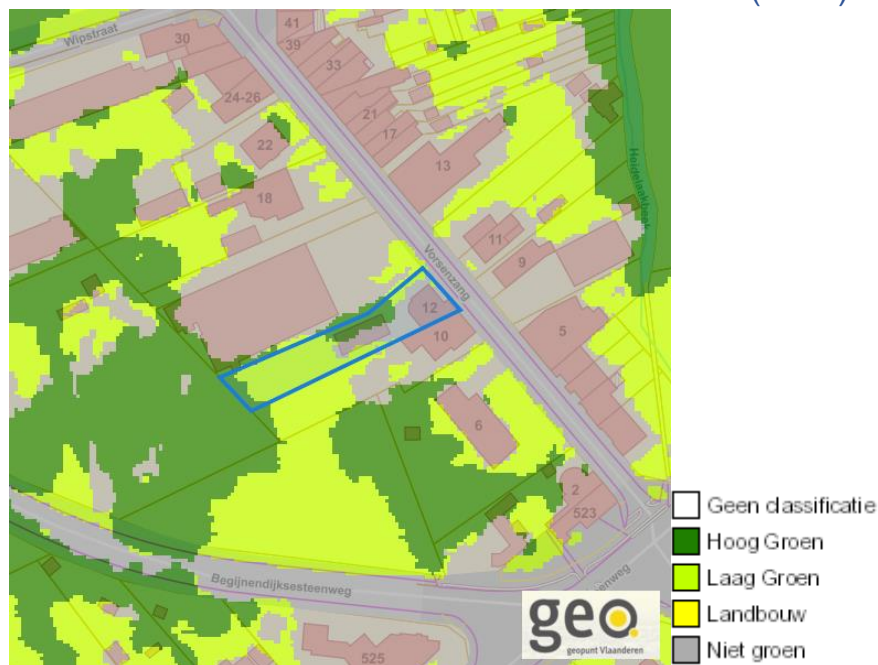 Wipstraat
30
41
39
33
24-26
21
17
22
13
18
Heidelaakbeek
11
9
Vorsenzang
12
10
5
6
2
523
Begijnendijksesteenweg
525
geo
geopunt Vlaanderen
Geen classificatie
Hoog Groen
Laag Groen
Landbouw
Niet groen